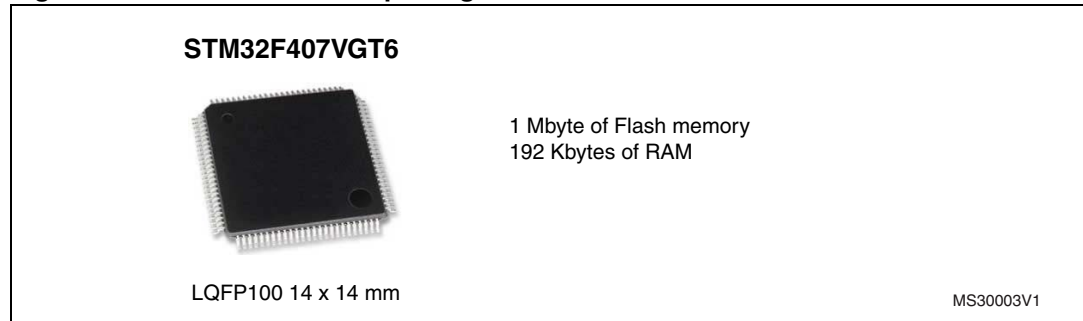 STM32F407VGT6
1 Mbyte of Flash memory
192 Kbytes of RAM
LQFP100 14 x 14 mm
MS30003V1